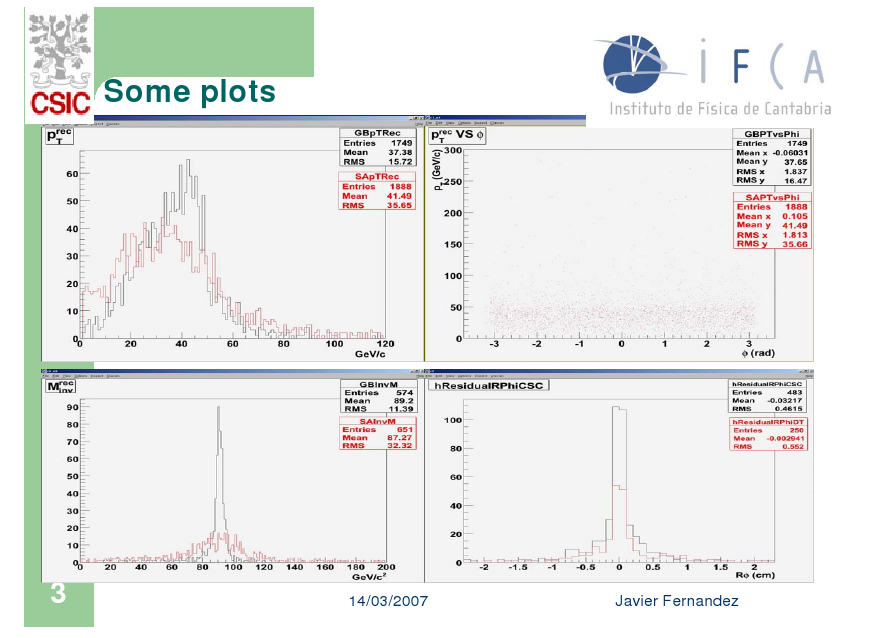 CSIC
Some plots
iFCA
Instituto de Física de Cantabria
p_T^rec
GBpTRec
Entries 1749
Mean 37.38
RMS 15.72
SApTRec
Entries 1888
Mean 41.49
RMS 35.65
60
50
40
30
20
10
0
0 20 40 60 80 100 120
GeV/c
p_T^rec VS ϕ
p_T (GeV/c)
GBPTvsPhi
Entries 1749
Mean x -0.06031
Mean y 37.65
RMS x 1.837
RMS y 16.47
SAPTvsPhi
Entries 1888
Mean x 0.105
Mean y 41.49
RMS x 1.813
RMS y 35.66
300
250
200
150
100
50
0
-3 -2 -1 0 1 2 3
ϕ (rad)
M_inv^rec
GBInvM
Entries 574
Mean 89.2
RMS 11.39
SAInvM
Entries 651
Mean 87.27
RMS 32.32
90
80
70
60
50
40
30
20
10
0
0 20 40 60 80 100 120 140 160 180 200
GeV/c²
hResidualRPhiCSC
hResidualRPhiCSC
Entries 483
Mean -0.03217
RMS 0.4615
hResidualRPhiDT
Entries 250
Mean -0.002941
RMS 0.552
100
80
60
40
20
0
-2 -1.5 -1 -0.5 0 0.5 1 1.5 2
Rϕ (cm)
3
14/03/2007
Javier Fernandez